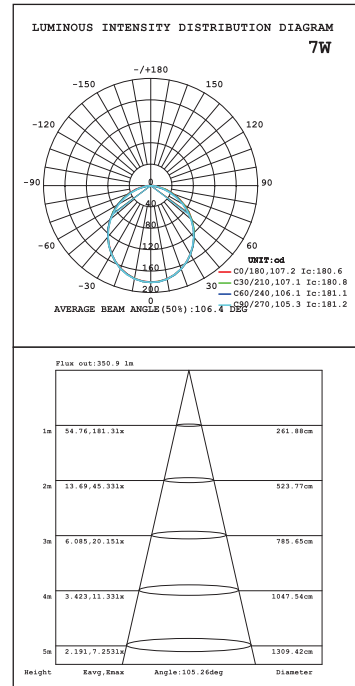 LUMINOUS INTENSITY DISTRIBUTION DIAGRAM
7W
-/+180
-150 150
-120 120
-90 90
-60 60
-30 30
0
0
40
80
120
160
200
UNIT:cd
C0/180,107.2 Ic:180.6
C30/210,107.1 Ic:180.8
C60/240,106.1 Ic:181.1
C90/270,105.3 Ic:181.2
AVERAGE BEAM ANGLE(50%):106.4 DEG
Flux out:350.9 lm
1m 54.76,181.3lx 261.88cm
2m 13.69,45.33lx 523.77cm
3m 6.085,20.15lx 785.65cm
4m 3.423,11.33lx 1047.54cm
5m 2.191,7.253lx 1309.42cm
Height Eavg,Emax Angle:105.26deg Diameter